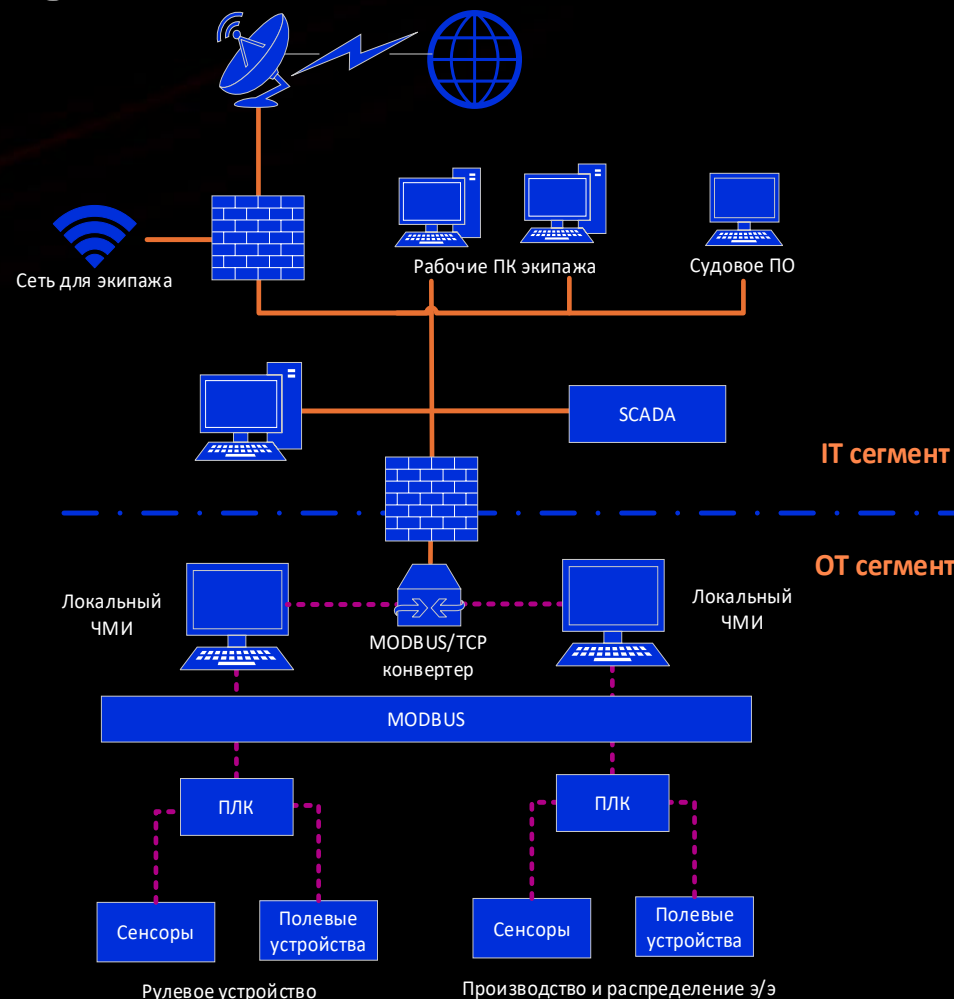 Сеть для экипажа
Рабочие ПК экипажа
Судовое ПО
SCADA
IT сегмент
ОТ сегмент
Локальный
ЧМИ
MODBUS/TCP
конвертер
Локальный
ЧМИ
MODBUS
ПЛК
ПЛК
Сенсоры
Полевые
устройства
Сенсоры
Полевые
устройства
Рулевое устройство
Производство и распределение э/э